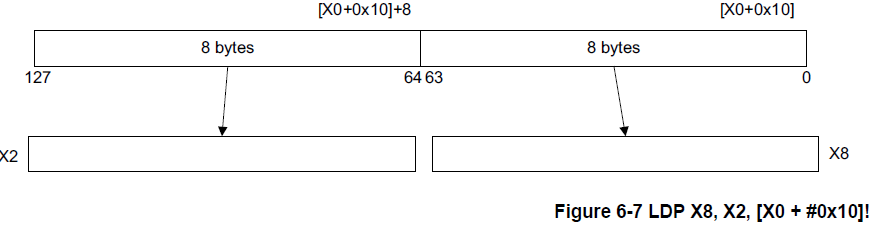 [X0+0x10]+8 [X0+0x10]
8 bytes 8 bytes
127 64 63 0
X2 X8
Figure 6-7 LDP X8, X2, [X0 + #0x10]!